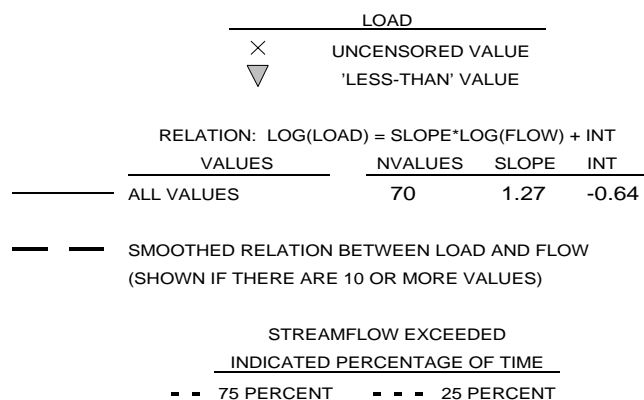 LOAD
UNCENSORED VALUE
'LESS-THAN' VALUE
RELATION: LOG(LOAD) = SLOPE*LOG(FLOW) + INT
VALUES NVALUES SLOPE INT
ALL VALUES 70 1.27 -0.64
SMOOTHED RELATION BETWEEN LOAD AND FLOW
(SHOWN IF THERE ARE 10 OR MORE VALUES)
STREAMFLOW EXCEEDED
INDICATED PERCENTAGE OF TIME
75 PERCENT 25 PERCENT